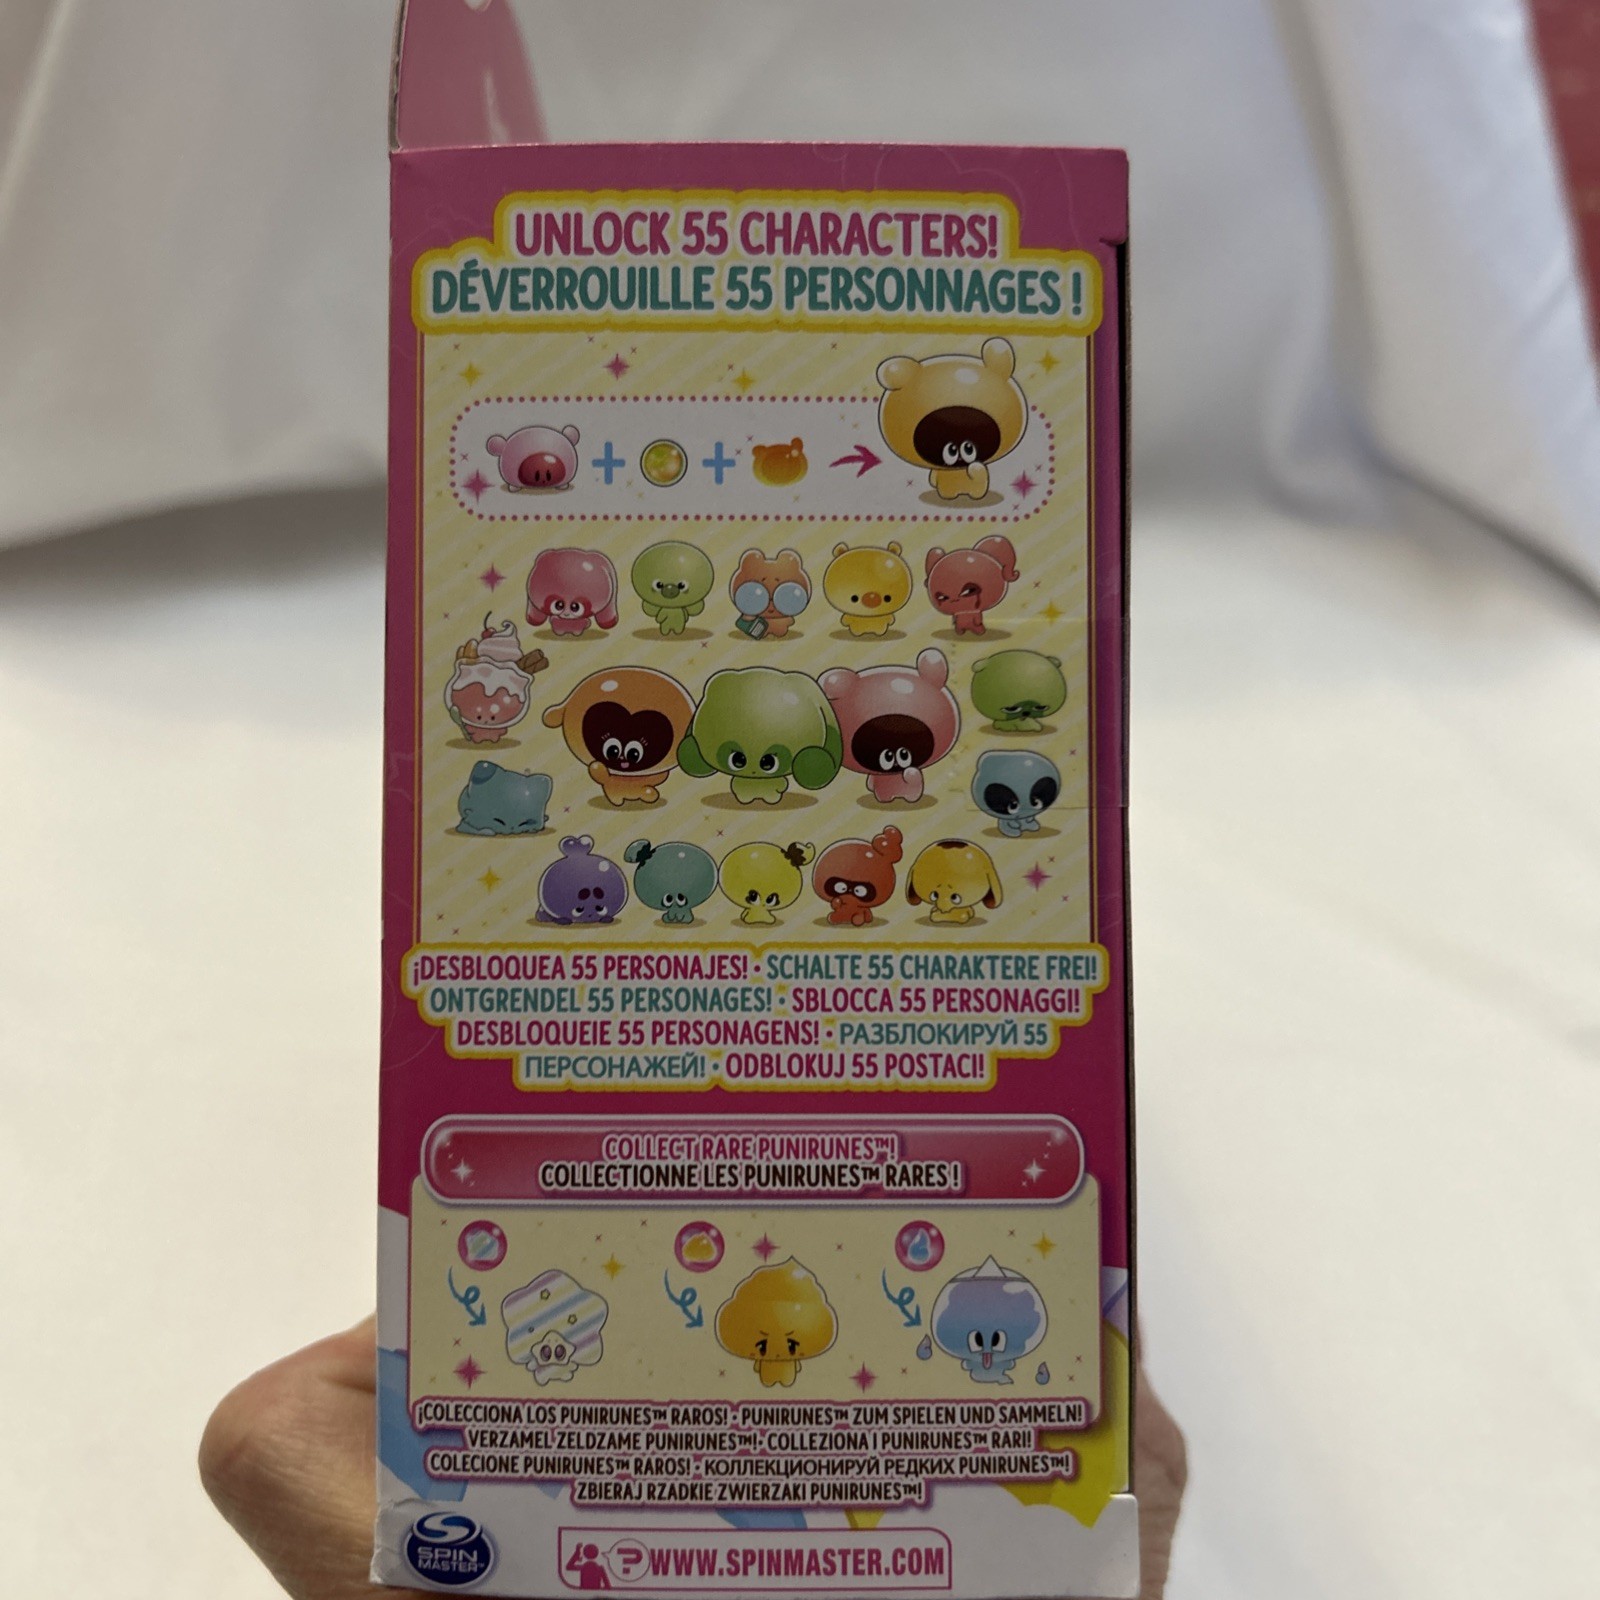 UNLOCK 55 CHARACTERS!
DÉVERROUILLE 55 PERSONNAGES !
¡DESBLOQUEA 55 PERSONAJES! • SCHALTE 55 CHARAKTERE FREI!
ONTGRENDEL 55 PERSONAGES! • SBLOCCA 55 PERSONAGGI!
DESBLOQUEIE 55 PERSONAGENS! • РАЗБЛОКИРУЙ 55
ПЕРСОНАЖЕЙ! • ODBLOKUJ 55 POSTACI!
COLLECT RARE PUNIRUNES™!
COLLECTIONNE LES PUNIRUNES™ RARES !
¡COLECCIONA LOS PUNIRUNES™ RAROS! • PUNIRUNES™ ZUM SPIELEN UND SAMMELN!
VERZAMEL ZELDZAME PUNIRUNES™! • COLLEZIONA I PUNIRUNES™ RARI!
COLECIONE PUNIRUNES™ RAROS! • КОЛЛЕКЦИОНИРУЙ РЕДКИХ PUNIRUNES™!
ZBIERAJ RZADKIE ZWIERZAKI PUNIRUNES™!
SPIN
MASTER™
? WWW.SPINMASTER.COM